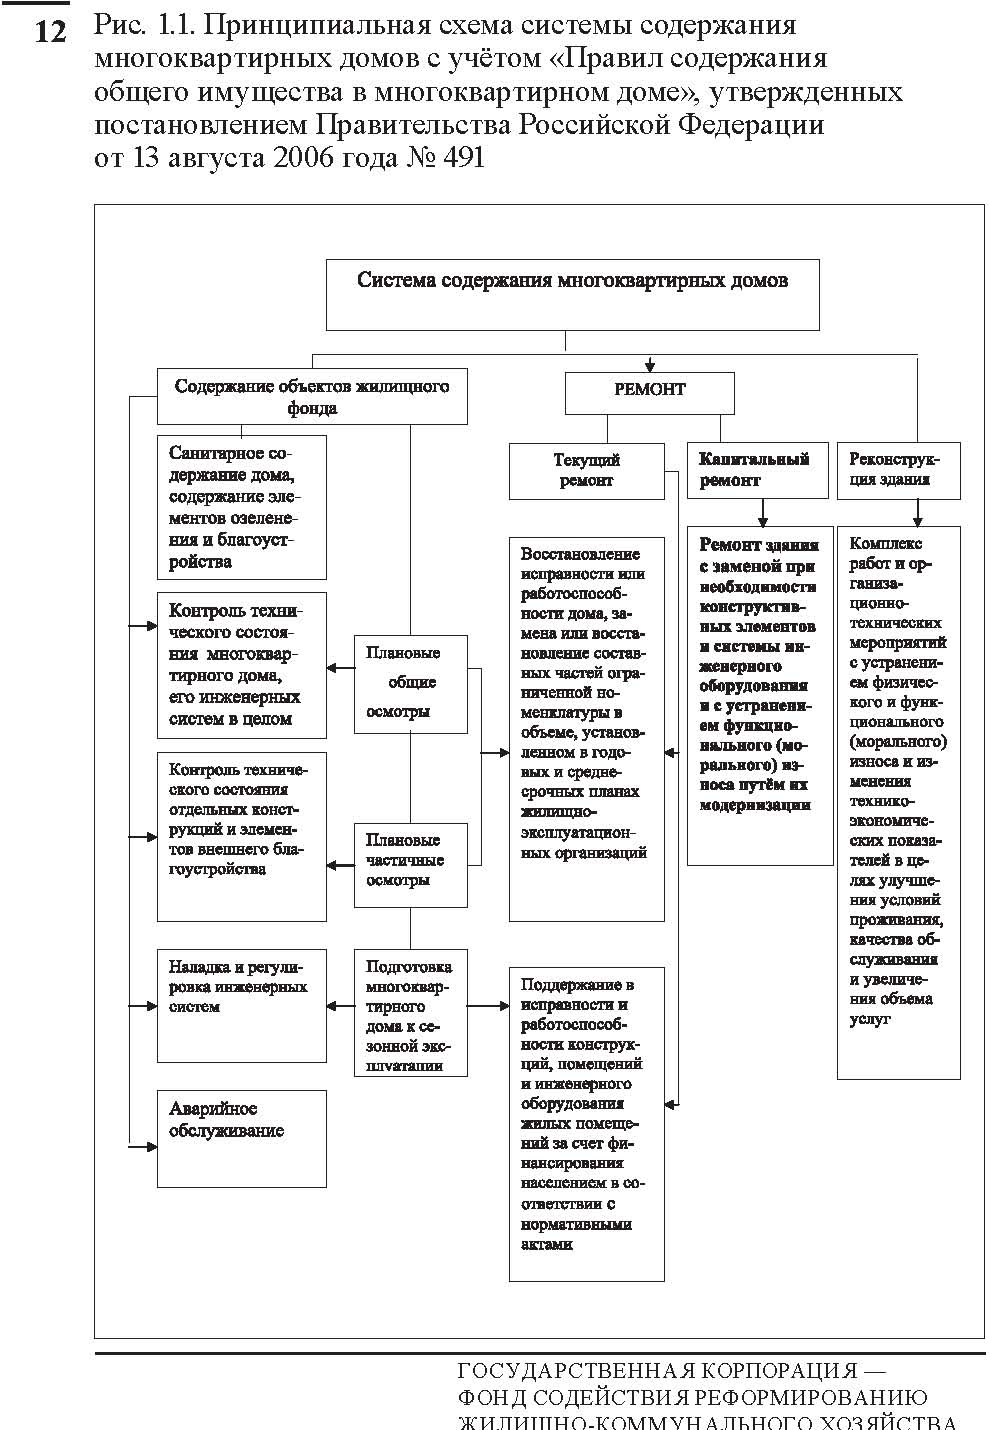 12
Рис. 1.1. Принципиальная схема системы содержания
многоквартирных домов с учётом «Правил содержания
общего имущества в многоквартирном доме», утвержденных
постановлением Правительства Российской Федерации
от 13 августа 2006 года № 491
Система содержания многоквартирных домов
Содержание объектов жилищного
фонда
РЕМОНТ
Санитарное со-
держание дома,
содержание эле-
ментов озелене-
ния и благоуст-
ройства
Контроль техни-
ческого состоя-
ния многоквар-
тирного дома,
его инженерных
систем в целом
Контроль техниче-
ского состояния
отдельных конст-
рукций и элемен-
тов внешнего бла-
гоустройства
Наладка и регули-
ровка инженерных
систем
Аварийное
обслуживание
Плановые
общие
осмотры
Плановые
частичные
осмотры
Подготовка
многоквар-
тирного
дома к се-
зонной экс-
плуатации
Текущий
ремонт
Восстановление
исправности или
работоспособ-
ности дома, за-
мена или восста-
новление состав-
ных частей огра-
ниченной но-
менклатуры в
объеме, установ-
ленном в годо-
вых и средне-
срочных планах
жилищно-
эксплуатацион-
ных организаций
Поддержание в
исправности и
работоспособ-
ности конструк-
ций, помещений
и инженерного
оборудования
жилых помеще-
ний за счет фи-
нансирования
населением в со-
ответствии с
нормативными
актами
Капитальный
ремонт
Ремонт здания
с заменой при
необходимости
конструктив-
ных элементов
и системы ин-
женерного
оборудования
и с устранени-
ем функцио-
нального (мо-
рального) из-
носа путём их
модернизации
Реконструк-
ция здания
Комплекс
работ и ор-
ганиза-
ционно-
технических
мероприятий
с устранени-
ем физичес-
кого и функ-
ционального
(морального)
износа и из-
менения
технико-
экономиче-
ских показа-
телей в це-
лях улучше-
ния условий
проживания,
качества об-
служивания
и увеличе-
ния объема
услуг
ГОСУДАРСТВЕННАЯ КОРПОРАЦИЯ —
ФОНД СОДЕЙСТВИЯ РЕФОРМИРОВАНИЮ
ЖИЛИЩНО-КОММУНАЛЬНОГО ХОЗЯЙСТВА